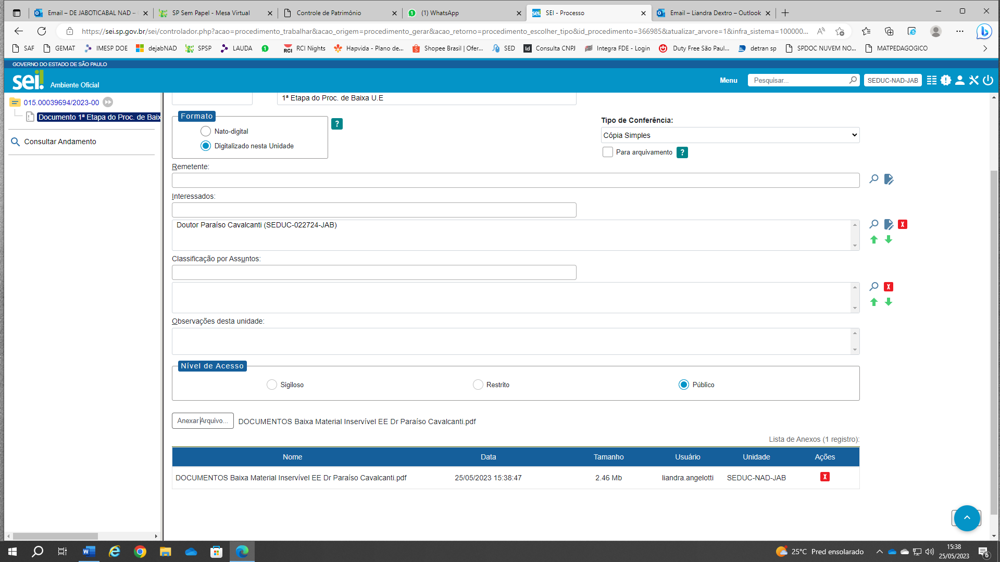 Email – DE JABOTICABAL NAD –
SP Sem Papel - Mesa Virtual
Controle de Patrimônio
(1) WhatsApp
SEI - Processo
Email – Liandra Dextro – Outlook
https://sei.sp.gov.br/sei/controlador.php?acao=procedimento_trabalhar&acao_origem=procedimento_gerar&acao_retorno=procedimento_escolher_tipo&id_procedimento=366985&atualizar_arvore=1&infra_sistema=100000...
SAF
GEMAT
IMESP DOE
dejabNAD
SPSP
LAUDA
RCI Nights
Hapvida - Plano de...
Shopee Brasil | Ofer...
SED
Consulta CNPJ
Integra FDE - Login
Duty Free São Paul...
detran sp
SPDOC NUVEM NO...
MATPEDAGOGICO
GOVERNO DO ESTADO DE SÃO PAULO
sei!
Ambiente Oficial
Menu
Pesquisar...
SEDUC-NAD-JAB
015.00039694/2023-00
Documento 1ª Etapa do Proc. de Baix
Consultar Andamento
1ª Etapa do Proc. de Baixa U.E
Formato
Nato-digital
Digitalizado nesta Unidade
?
Tipo de Conferência:
Cópia Simples
Para arquivamento
?
Remetente:
Interessados:
Doutor Paraíso Cavalcanti (SEDUC-022724-JAB)
Classificação por Assuntos:
Observações desta unidade:
Nível de Acesso
Sigiloso
Restrito
Público
Anexar Arquivo...
DOCUMENTOS Baixa Material Inservível EE Dr Paraíso Cavalcanti.pdf
Lista de Anexos (1 registro):
Nome Data Tamanho Usuário Unidade Ações
DOCUMENTOS Baixa Material Inservível EE Dr Paraíso Cavalcanti.pdf 25/05/2023 15:38:47 2.46 Mb liandra.angelotti SEDUC-NAD-JAB X
25°C Pred ensolarado
15:38
25/05/2023
6